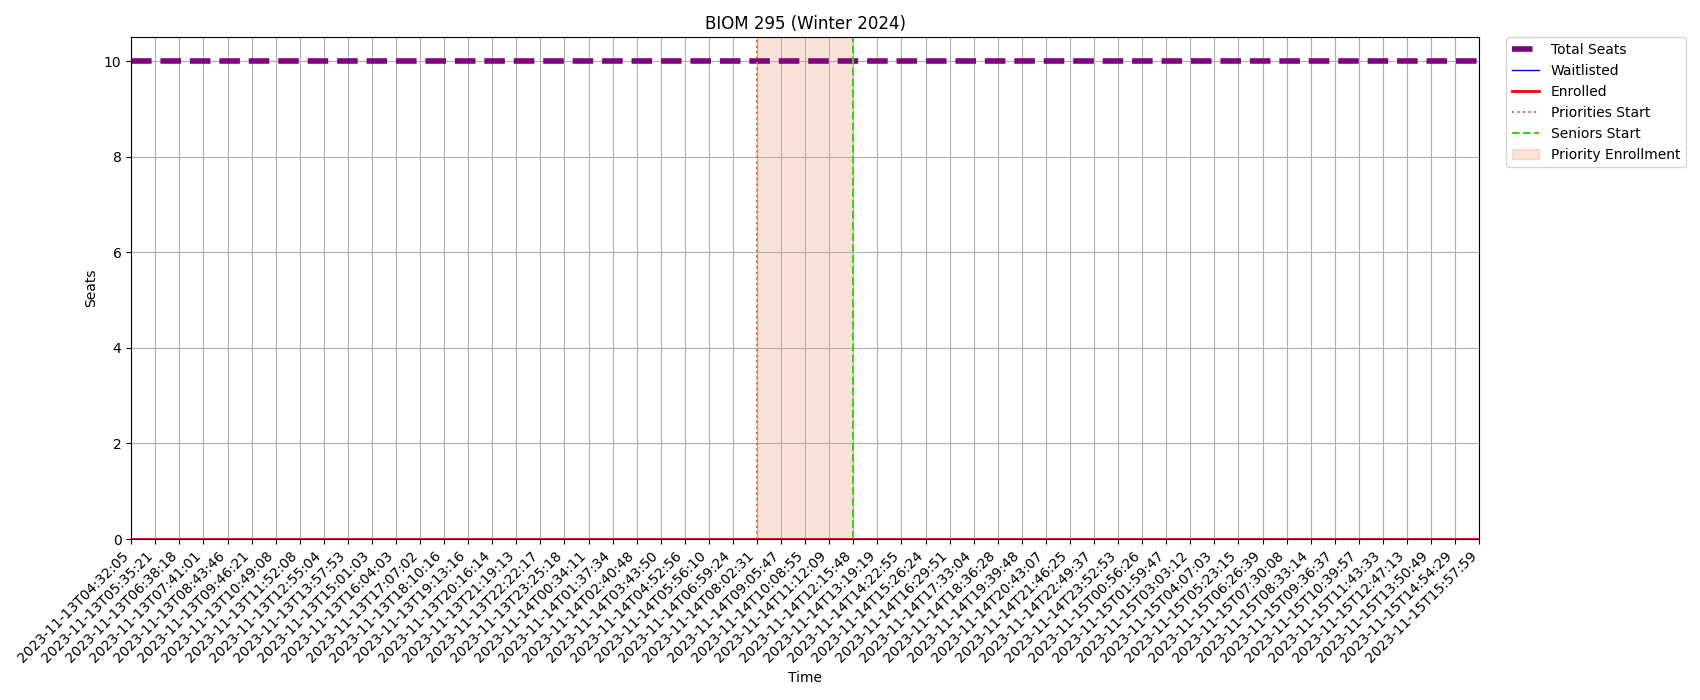 BIOM 295 (Winter 2024)
Total Seats
Waitlisted
Enrolled
Priorities Start
Seniors Start
Priority Enrollment
10
8
6
4
2
0
Seats
2023-11-13T04:32:05
2023-11-13T05:35:21
2023-11-13T06:38:18
2023-11-13T07:41:01
2023-11-13T08:43:46
2023-11-13T09:46:21
2023-11-13T10:49:08
2023-11-13T11:52:08
2023-11-13T12:55:04
2023-11-13T13:57:53
2023-11-13T15:01:03
2023-11-13T16:04:03
2023-11-13T17:07:02
2023-11-13T18:10:16
2023-11-13T19:13:16
2023-11-13T20:16:14
2023-11-13T21:19:13
2023-11-13T22:22:17
2023-11-13T23:25:18
2023-11-14T00:34:11
2023-11-14T01:37:34
2023-11-14T02:40:48
2023-11-14T03:43:50
2023-11-14T04:52:56
2023-11-14T05:56:10
2023-11-14T06:59:24
2023-11-14T08:02:31
2023-11-14T09:05:47
2023-11-14T10:08:55
2023-11-14T11:12:09
2023-11-14T12:15:48
2023-11-14T13:19:19
2023-11-14T14:22:55
2023-11-14T15:26:24
2023-11-14T16:29:51
2023-11-14T17:33:04
2023-11-14T18:36:28
2023-11-14T19:39:48
2023-11-14T20:43:07
2023-11-14T21:46:25
2023-11-14T22:49:37
2023-11-14T23:52:53
2023-11-15T00:56:26
2023-11-15T01:59:47
2023-11-15T03:03:12
2023-11-15T04:07:03
2023-11-15T05:23:15
2023-11-15T06:26:39
2023-11-15T07:30:08
2023-11-15T08:33:14
2023-11-15T09:36:37
2023-11-15T10:39:57
2023-11-15T11:43:33
2023-11-15T12:47:13
2023-11-15T13:50:49
2023-11-15T14:54:29
2023-11-15T15:57:59
Time